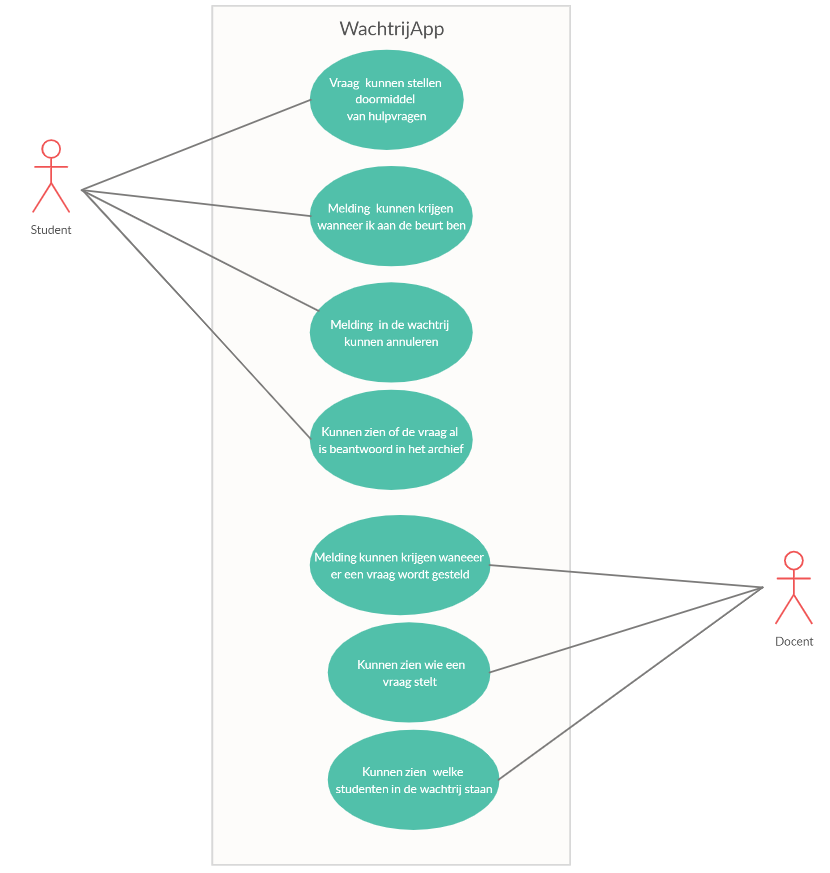 WachtrijApp
Vraag kunnen stellen
doormiddel
van hulpvragen
Student
Melding kunnen krijgen
wanneer ik aan de beurt ben
Melding in de wachtrij
kunnen annuleren
Kunnen zien of de vraag al
is beantwoord in het archief
Melding kunnen krijgen waneeer
er een vraag wordt gesteld
Docent
Kunnen zien wie een
vraag stelt
Kunnen zien welke
studenten in de wachtrij staan